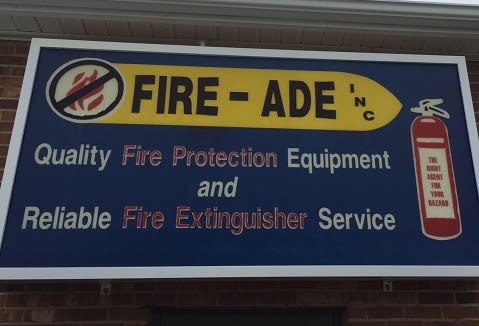 FIRE - ADE INC
Quality Fire Protection Equipment
and
Reliable Fire Extinguisher Service
THE
RIGHT
AGENT
FOR
YOUR
HAZARD